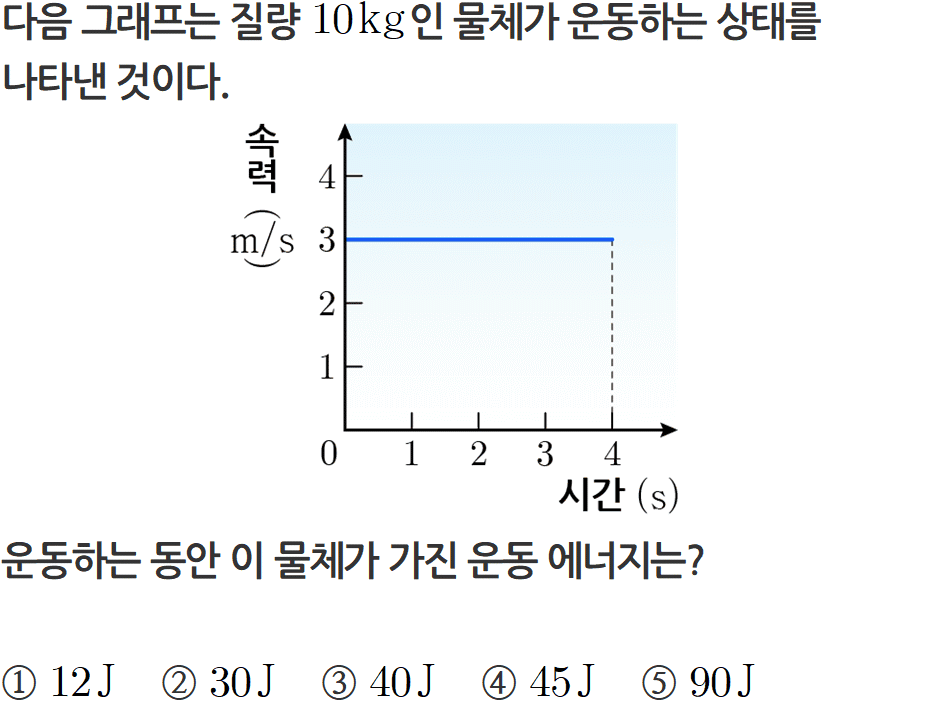 다음 그래프는 질량 10kg인 물체가 운동하는 상태를
나타낸 것이다.
속력
(m/s)
4
3
2
1
0 1 2 3 4
시간 (s)
운동하는 동안 이 물체가 가진 운동 에너지는?
① 12J ② 30J ③ 40J ④ 45J ⑤ 90J